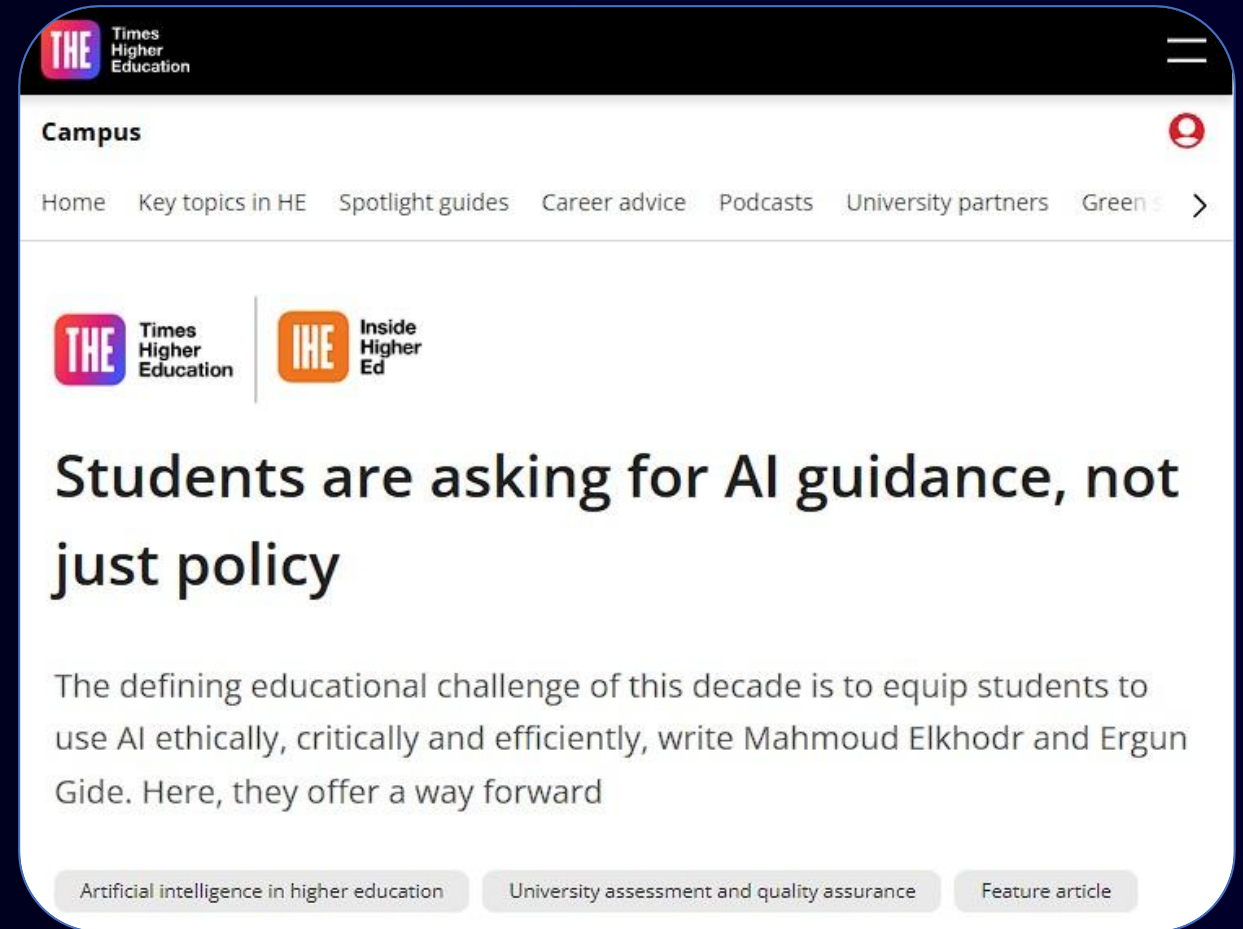 THE
Times
Higher
Education
Campus
Home Key topics in HE Spotlight guides Career advice Podcasts University partners Green
THE
Times
Higher
Education
IHE
Inside
Higher
Ed
Students are asking for AI guidance, not
just policy
The defining educational challenge of this decade is to equip students to
use AI ethically, critically and efficiently, write Mahmoud Elkhodr and Ergun
Gide. Here, they offer a way forward
Artificial intelligence in higher education University assessment and quality assurance Feature article